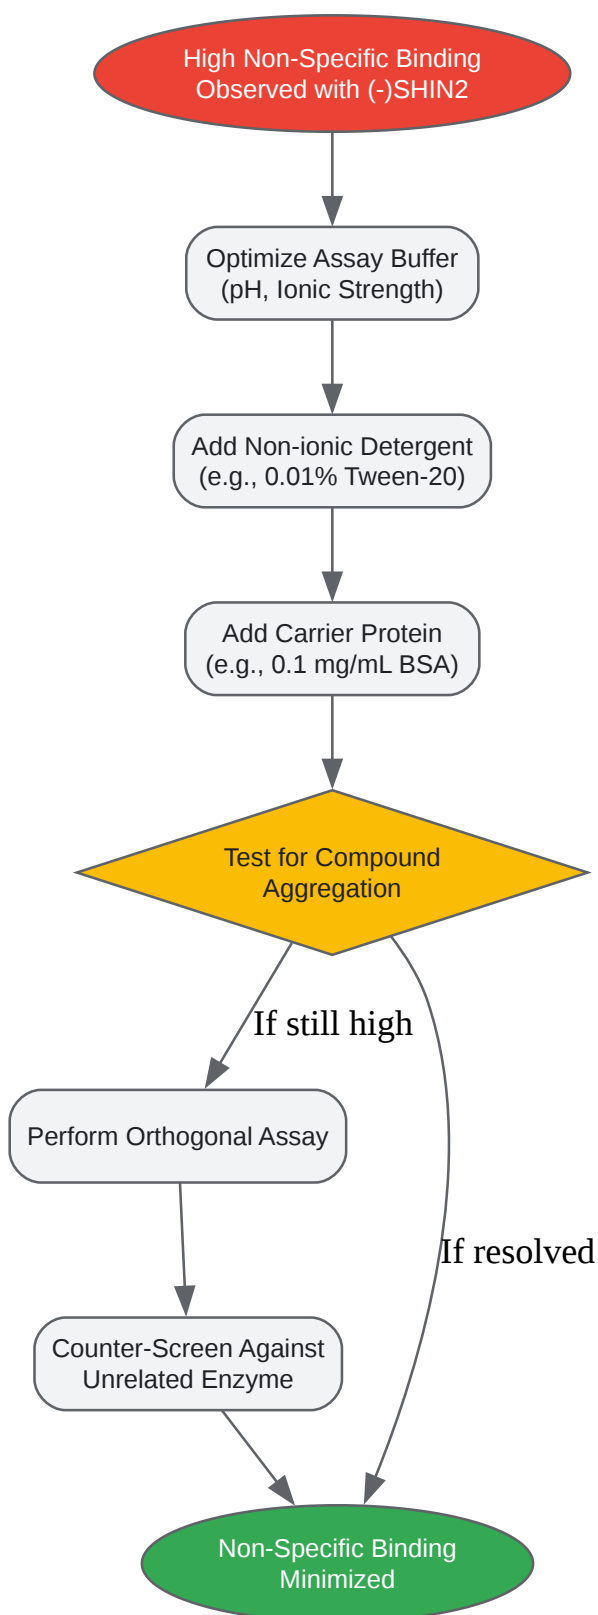 High Non-Specific Binding
Observed with (-)SHIN2
Optimize Assay Buffer
(pH, Ionic Strength)
Add Non-ionic Detergent
(e.g., 0.01% Tween-20)
Add Carrier Protein
(e.g., 0.1 mg/mL BSA)
Test for Compound
Aggregation
If still high
Perform Orthogonal Assay
If resolved
Counter-Screen Against
Unrelated Enzyme
Non-Specific Binding
Minimized